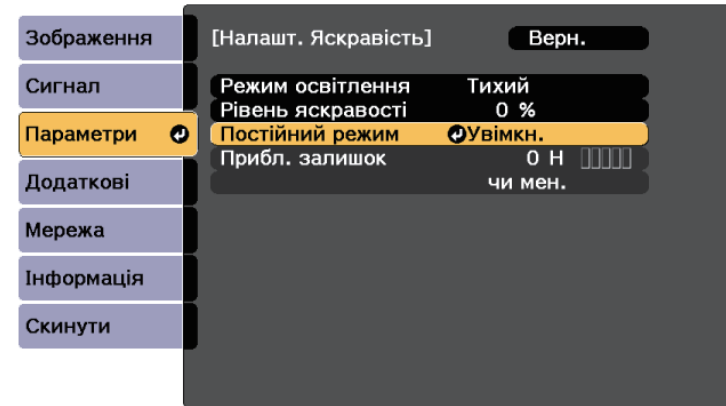 Зображення
Сигнал
Параметри
Додаткові
Мережа
Інформація
Скинути
[Налашт. Яскравість] Верн.
Режим освітлення Тихий
Рівень яскравості 0 %
Постійний режим Увімкн.
Прибл. залишок 0 H
чи мен.